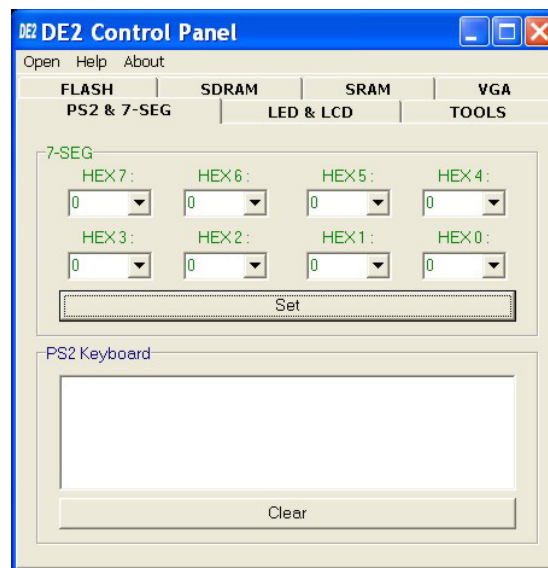 DE2 DE2 Control Panel
Open Help About
FLASH SDRAM SRAM VGA
PS2 & 7-SEG LED & LCD TOOLS
7-SEG
HEX7: HEX6: HEX5: HEX4:
0 0 0 0
HEX3: HEX2: HEX1: HEX0:
0 0 0 0
Set
PS2 Keyboard
Clear